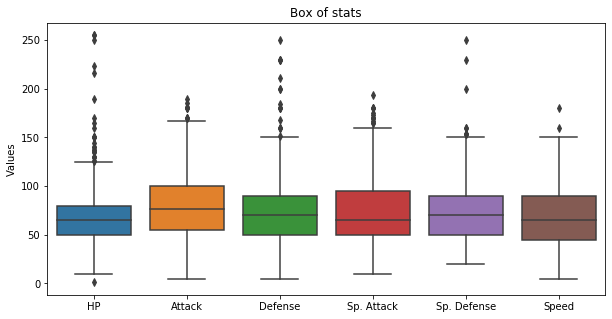 Box of stats
Values
250
200
150
100
50
0
HP Attack Defense Sp. Attack Sp. Defense Speed